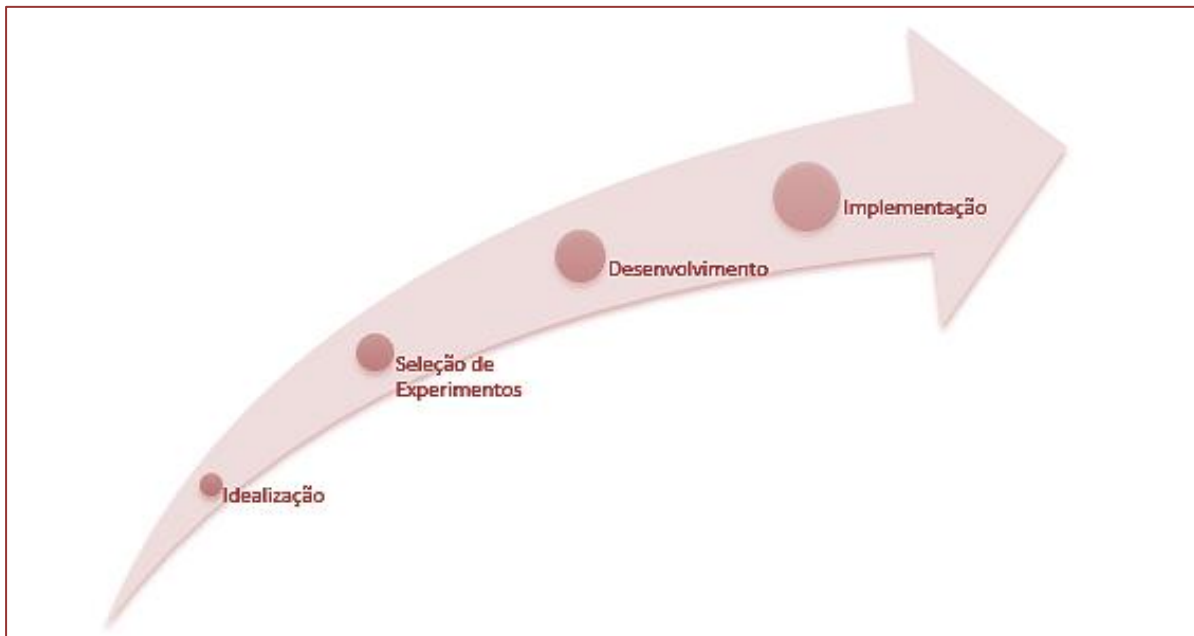 Implementação
Desenvolvimento
Seleção de
Experimentos
Idealização